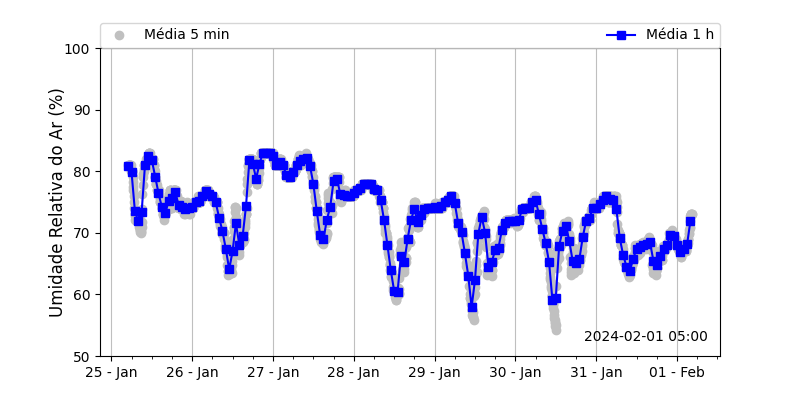 Média 5 min
Média 1 h
Umidade Relativa do Ar (%)
100
90
80
70
60
50
2024-02-01 05:00
25 - Jan
26 - Jan
27 - Jan
28 - Jan
29 - Jan
30 - Jan
31 - Jan
01 - Feb